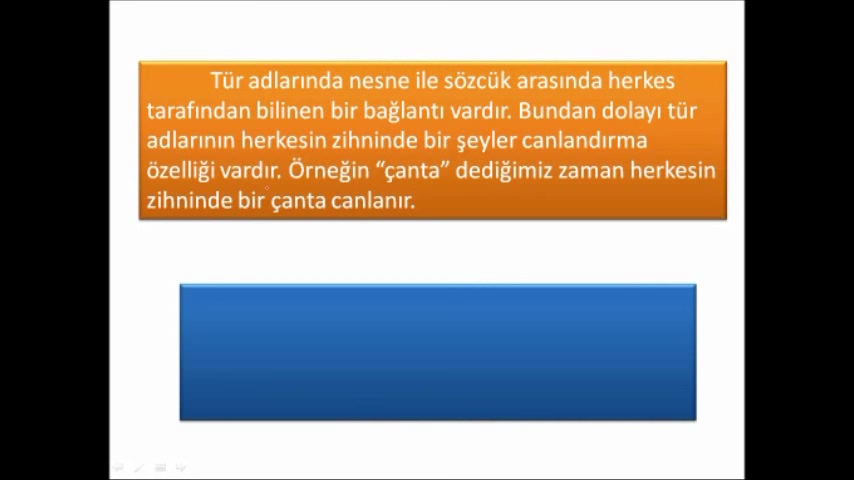 Tür adlarında nesne ile sözcük arasında herkes
tarafından bilinen bir bağlantı vardır. Bundan dolayı tür
adlarının herkesin zihninde bir şeyler canlandırma
özelliği vardır. Örneğin “çanta” dediğimiz zaman herkesin
zihninde bir çanta canlanır.